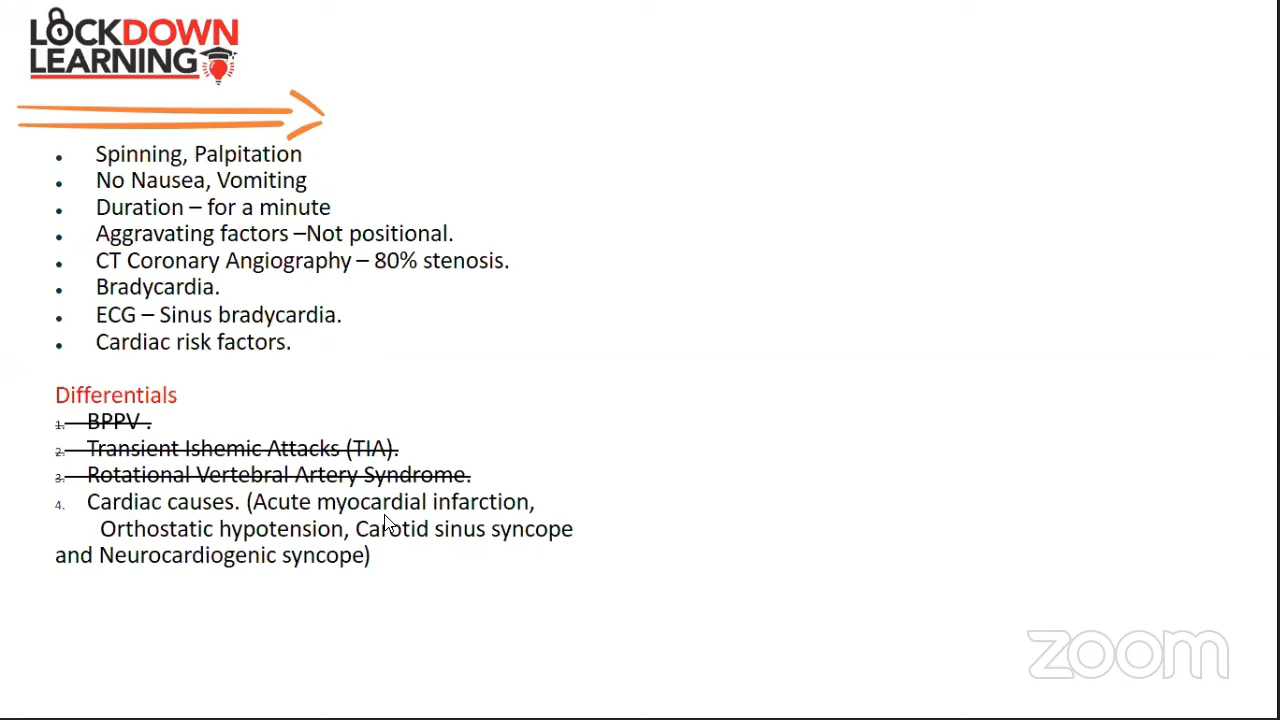 LOCKDOWN
LEARNING
• Spinning, Palpitation
• No Nausea, Vomiting
• Duration – for a minute
• Aggravating factors –Not positional.
• CT Coronary Angiography – 80% stenosis.
• Bradycardia.
• ECG – Sinus bradycardia.
• Cardiac risk factors.
Differentials
1. BPPV .
2. Transient Ishemic Attacks (TIA).
3. Rotational Vertebral Artery Syndrome.
4. Cardiac causes. (Acute myocardial infarction,
Orthostatic hypotension, Carotid sinus syncope
and Neurocardiogenic syncope)
zoom